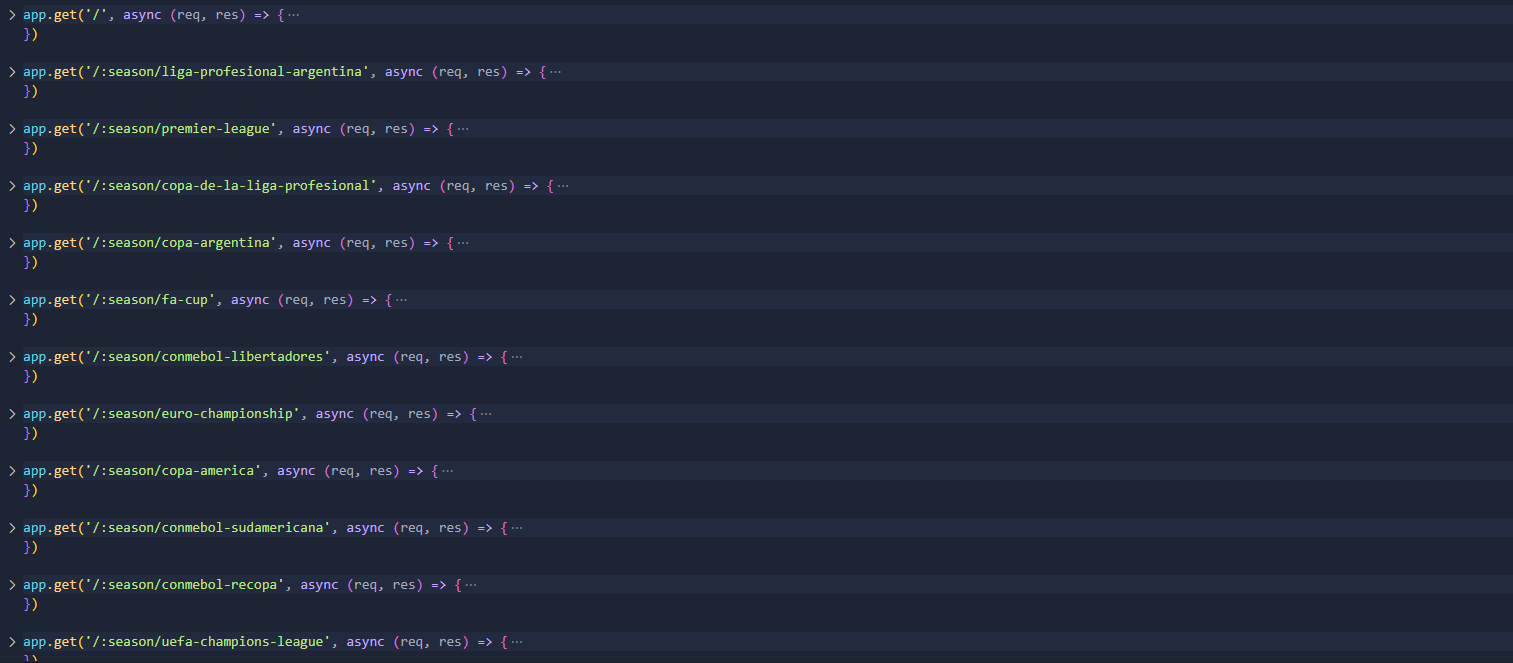 app.get('/', async (req, res) => { ···
})
app.get('/:season/liga-profesional-argentina', async (req, res) => { ···
})
app.get('/:season/premier-league', async (req, res) => { ···
})
app.get('/:season/copa-de-la-liga-profesional', async (req, res) => { ···
})
app.get('/:season/copa-argentina', async (req, res) => { ···
})
app.get('/:season/fa-cup', async (req, res) => { ···
})
app.get('/:season/conmebol-libertadores', async (req, res) => { ···
})
app.get('/:season/euro-championship', async (req, res) => { ···
})
app.get('/:season/copa-america', async (req, res) => { ···
})
app.get('/:season/conmebol-sudamericana', async (req, res) => { ···
})
app.get('/:season/conmebol-recopa', async (req, res) => { ···
})
app.get('/:season/uefa-champions-league', async (req, res) => { ···
})